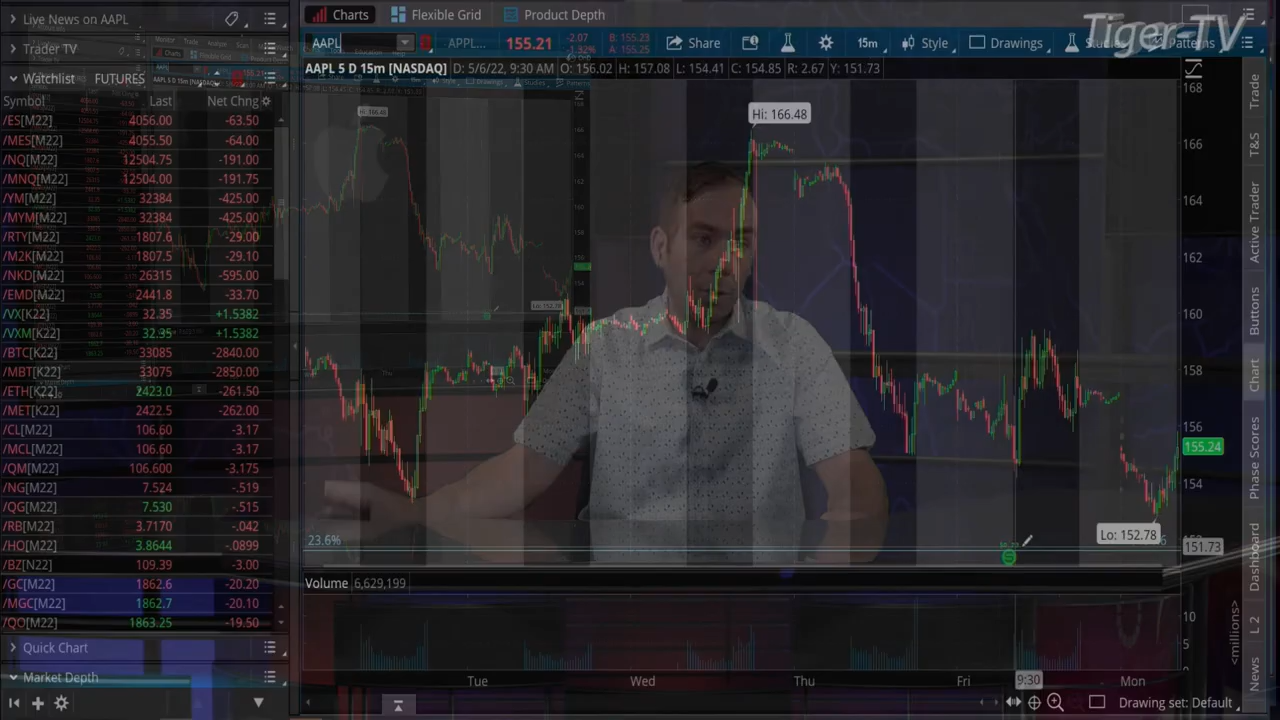 Live News on AAPL
Charts
Flexible Grid
Product Depth
Tiger-TV
Trader TV
AAPL
APPL...
155.21
-2.07
-1.32%
B: 155.23
A: 155.25
Share
15m
Style
Drawings
Studies
Patterns
Watchlist FUTURES
AAPL 5 D 15m [NASDAQ] D: 5/6/22, 9:30 AM O: 156.02 H: 157.08 L: 154.41 C: 154.85 R: 2.67 Y: 151.73
Symbol Last Net Chng
/ES[M22] 4056.00 -63.50
/MES[M22] 4055.50 -64.00
/NQ[M22] 12504.75 -191.00
/MNQ[M22] 12504.00 -191.75
/YM[M22] 32384 -425.00
/MYM[M22] 32384 -425.00
/RTY[M22] 1807.6 -29.00
/M2K[M22] 1807.5 -29.10
/NKD[M22] 26315 -595.00
/EMD[M22] 2441.8 -33.70
/VX[K22] 32.35 +1.5382
/VXM[K22] 32.35 +1.5382
/BTC[K22] 33085 -2840.00
/MBT[K22] 33075 -2850.00
/ETH[K22] 2423.0 -261.50
/MET[K22] 2422.5 -262.00
/CL[M22] 106.60 -3.17
/MCL[M22] 106.60 -3.17
/QM[M22] 106.600 -3.175
/NG[M22] 7.524 -.519
/QG[M22] 7.530 -.515
/RB[M22] 3.7170 -.042
/HO[M22] 3.8644 -.0899
/BZ[N22] 109.39 -3.00
/GC[M22] 1862.6 -20.20
/MGC[M22] 1862.7 -20.10
/QO[M22] 1863.25 -19.50
Quick Chart
Market Depth
Hi: 166.48
Hi: 166.48
Lo: 152.78
Lo: 152.78
23.6%
168
166
164
162
160
158
156
155.24
154
151.73
Volume 6,629,199
10
5
<millions>
Tue
Wed
Thu
Fri
9:30
Mon
Drawing set: Default
Trade
T&S
Active Trader
Buttons
Chart
Phase Scores
Dashboard
L 2
News